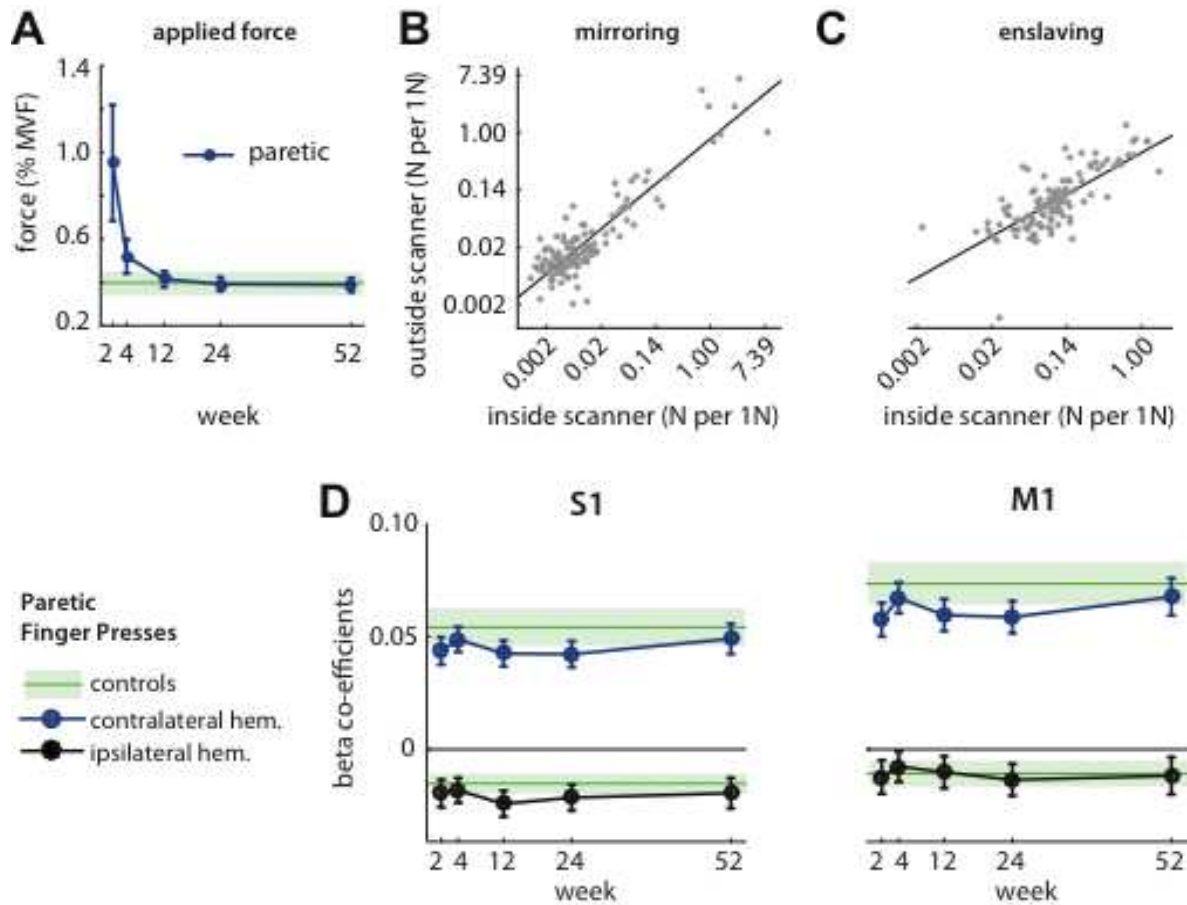 A
applied force
force (% MVF)
1.4
1.0
0.6
0.2
paretic
2 4 12 24 52
week
B
mirroring
outside scanner (N per 1N)
7.39
1.00
0.14
0.02
0.002
0.002 0.02 0.14 1.00 7.39
inside scanner (N per 1N)
C
enslaving
0.002 0.02 0.14 1.00
inside scanner (N per 1N)
D
S1
M1
beta co-efficients
0.10
0.05
0
2 4 12 24 52
week
2 4 12 24 52
week
Paretic
Finger Presses
controls
contralateral hem.
ipsilateral hem.